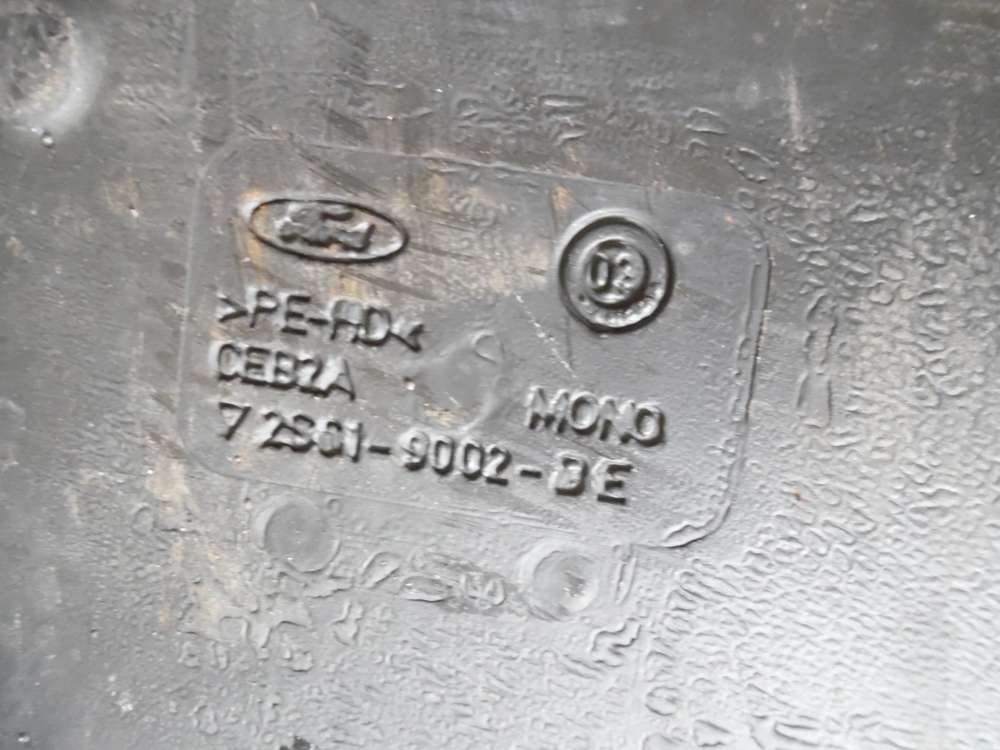 Ford
03
>PE-HD<
CEB2A
MONO
7 2S61-9002-BE